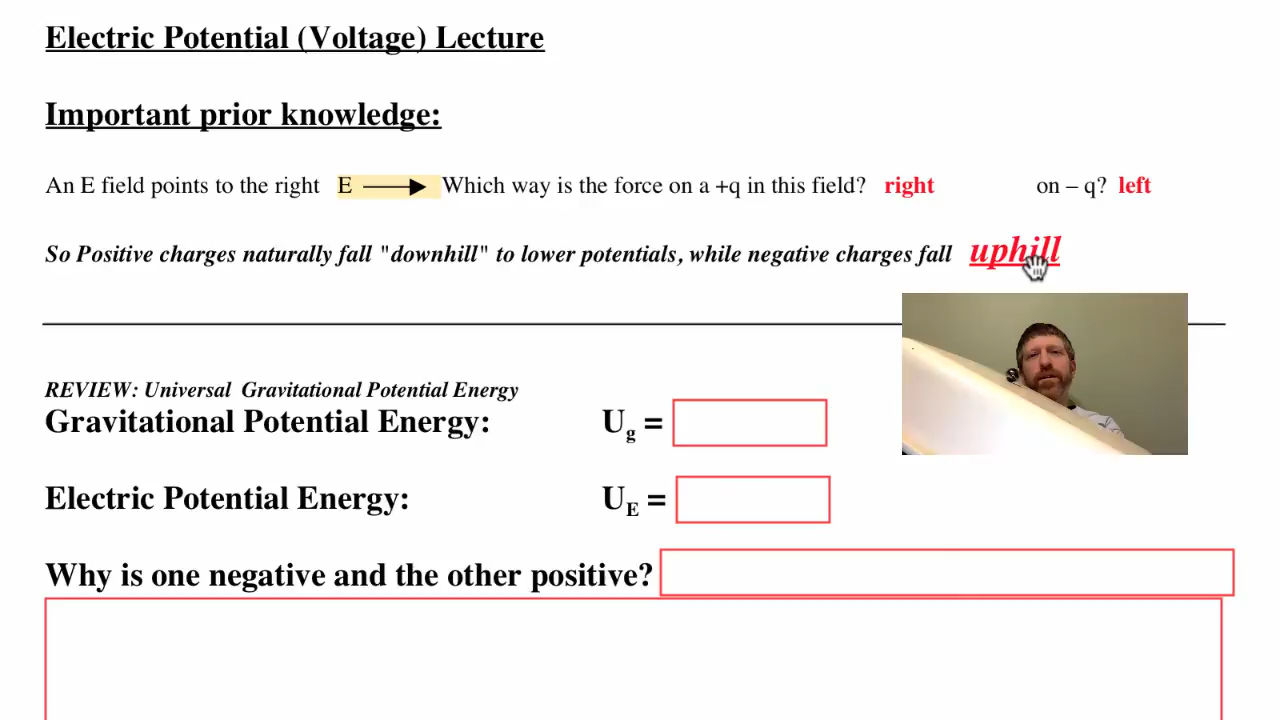 Electric Potential (Voltage) Lecture
Important prior knowledge:
An E field points to the right E Which way is the force on a +q in this field? right on – q? left
So Positive charges naturally fall "downhill" to lower potentials, while negative charges fall uphill
REVIEW: Universal Gravitational Potential Energy
Gravitational Potential Energy: Ug =
Electric Potential Energy: UE =
Why is one negative and the other positive?